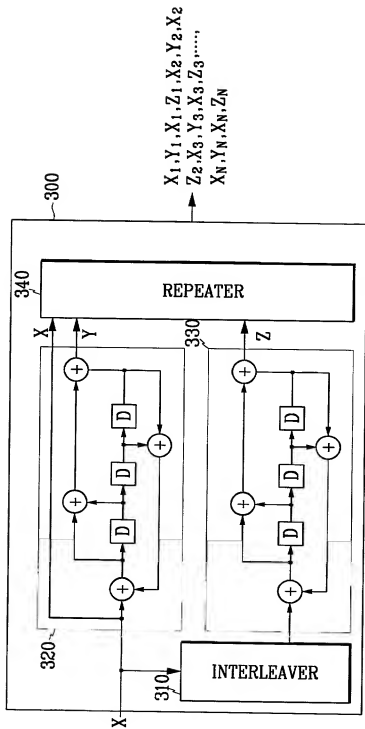 300
340
X
Y
REPEATER
X₁,Y₁,X₁,Z₁,X₂,Y₂,X₂
Z₂,X₃,Y₃,X₃,Z₃,....,
X_N,Y_N,X_N,Z_N
330
Z
+
+
D
D
D
+
+
320
+
+
D
D
D
+
+
X
310
INTERLEAVER